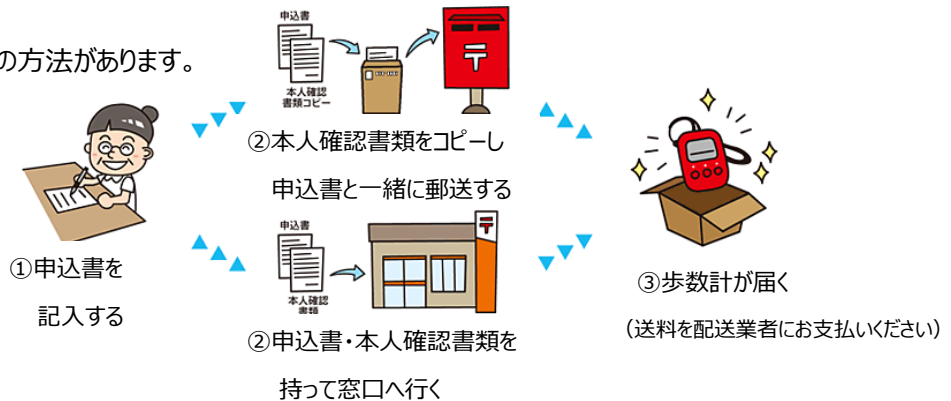 の方法があります。
①申込書を
記入する
申込書
本人確認
書類コピー
②本人確認書類をコピーし
申込書と一緒に郵送する
申込書
本人確認
書類
②申込書・本人確認書類を
持って窓口へ行く
③歩数計が届く
（送料を配送業者にお支払いください）